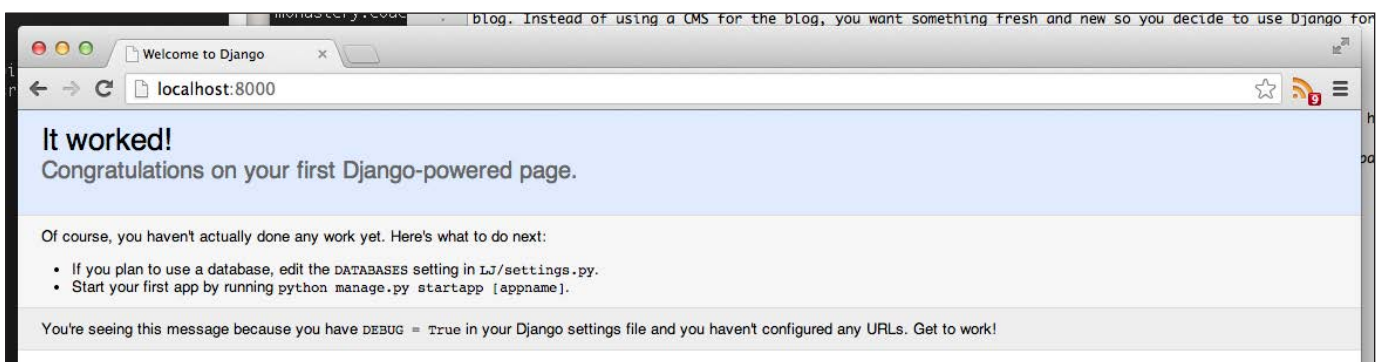 monastery.code
blog. Instead of using a CMS for the blog, you want something fresh and new so you decide to use Django for
Welcome to Django
localhost:8000
9
It worked!
Congratulations on your first Django-powered page.
Of course, you haven't actually done any work yet. Here's what to do next:
• If you plan to use a database, edit the DATABASES setting in LJ/settings.py.
• Start your first app by running python manage.py startapp [appname].
You're seeing this message because you have DEBUG = True in your Django settings file and you haven't configured any URLs. Get to work!